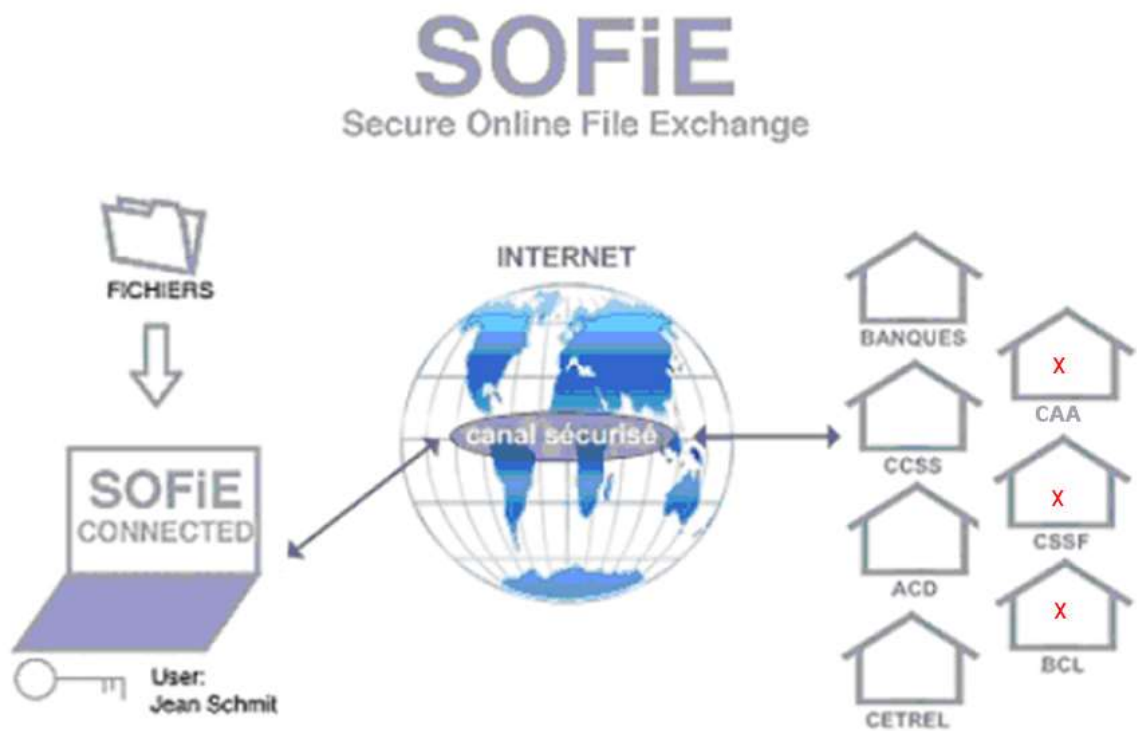 SOFiE
Secure Online File Exchange
FICHIERS
SOFiE
CONNECTED
User:
Jean Schmit
INTERNET
canal sécurisé
BANQUES
X
CAA
CCSS
X
CSSF
ACD
X
BCL
CETREL